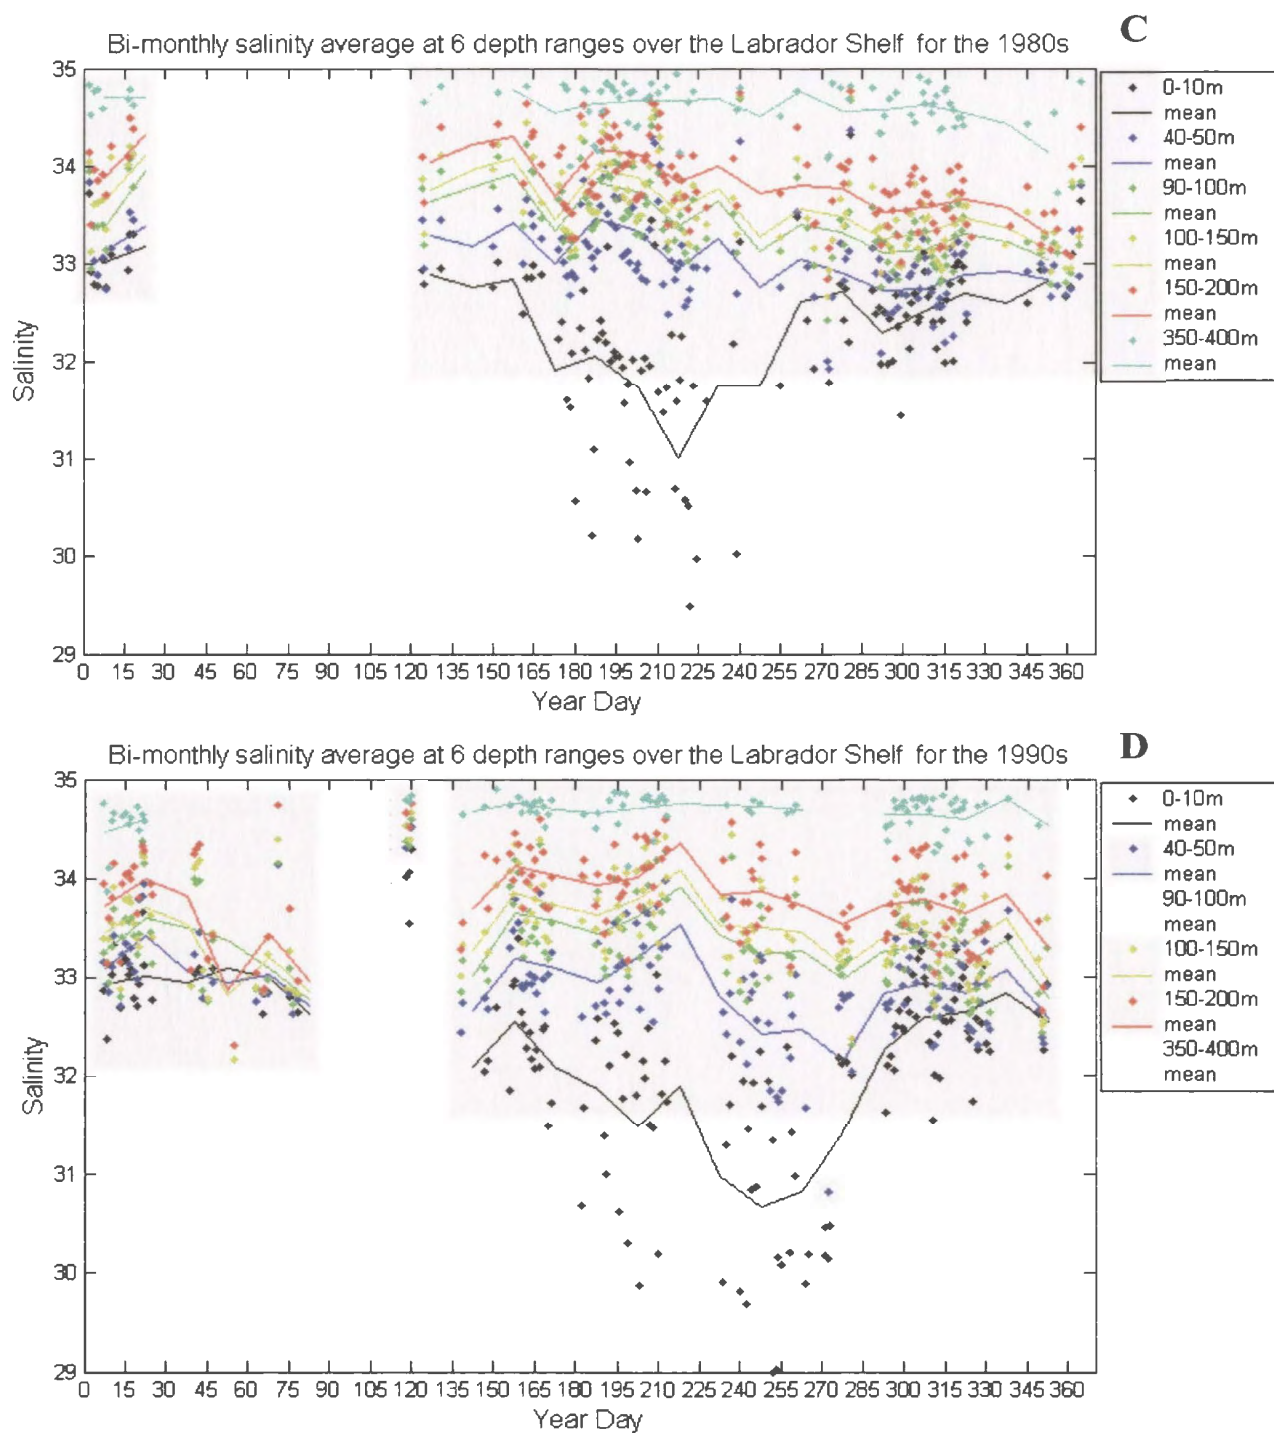 C
Bi-monthly salinity average at 6 depth ranges over the Labrador Shelf for the 1980s
35
34
33
32
31
30
29
Salinity
0 15 30 45 60 75 90 105 120 135 150 165 180 195 210 225 240 255 270 285 300 315 330 345 360
Year Day
0-10m
mean
40-50m
mean
90-100m
mean
100-150m
mean
150-200m
mean
350-400m
mean
D
Bi-monthly salinity average at 6 depth ranges over the Labrador Shelf for the 1990s
35
34
33
32
31
30
29
Salinity
0 15 30 45 60 75 90 105 120 135 150 165 180 195 210 225 240 255 270 285 300 315 330 345 360
Year Day
0-10m
mean
40-50m
mean
90-100m
mean
100-150m
mean
150-200m
mean
350-400m
mean